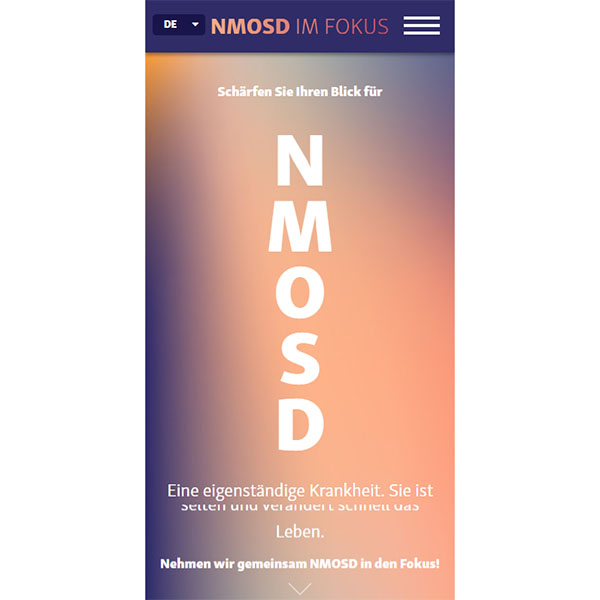 DE
NMOSD IM FOKUS
Schärfen Sie Ihren Blick für
N
M
O
S
D
Eine eigenständige Krankheit. Sie ist
selten und verändert schnell das
Leben.
Nehmen wir gemeinsam NMOSD in den Fokus!